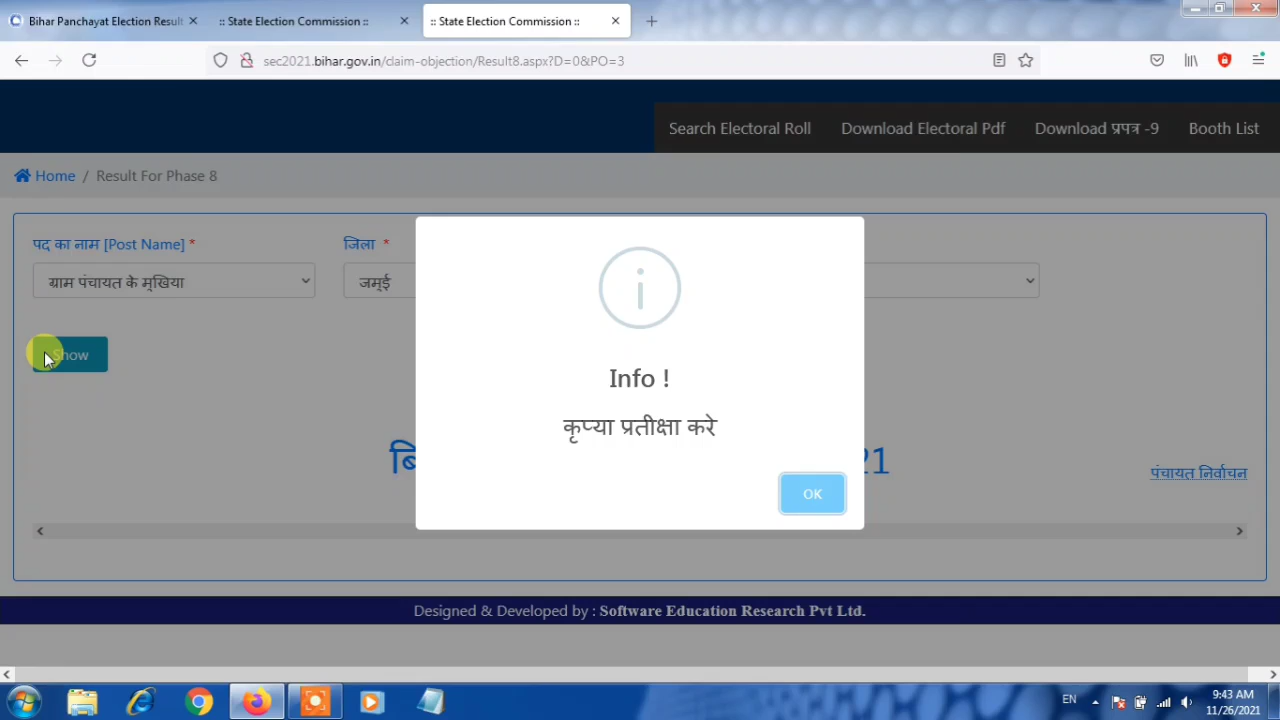 Bihar Panchayat Election Result
:: State Election Commission ::
:: State Election Commission ::
sec2021.bihar.gov.in/claim-objection/Result8.aspx?D=0&PO=3
Search Electoral Roll
Download Electoral Pdf
Download प्रपत्र -9
Booth List
Home / Result For Phase 8
पद का नाम [Post Name] *
जिला *
ग्राम पंचायत के मुखिया
जमुई
Show
Info !
कृप्या प्रतीक्षा करे
OK
21
पंचायत निर्वाचन
Designed & Developed by : Software Education Research Pvt Ltd.
EN
9:43 AM
11/26/2021